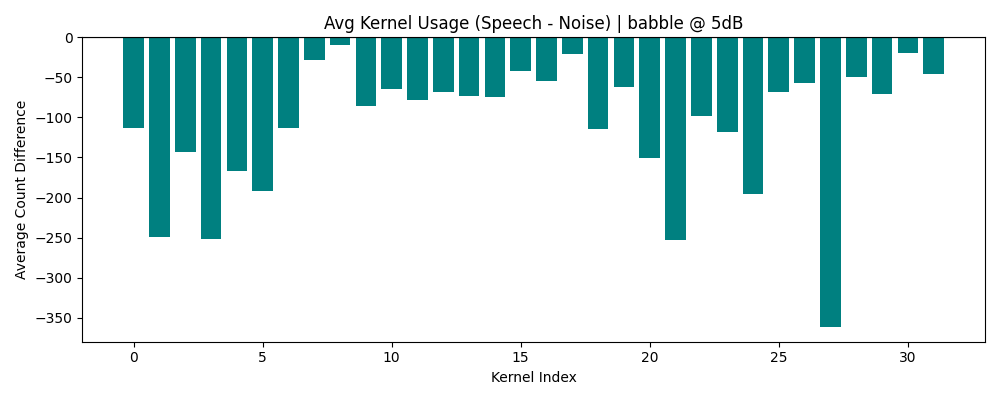 Avg Kernel Usage (Speech - Noise) | babble @ 5dB
0
−50
−100
−150
−200
−250
−300
−350
Average Count Difference
0 5 10 15 20 25 30
Kernel Index